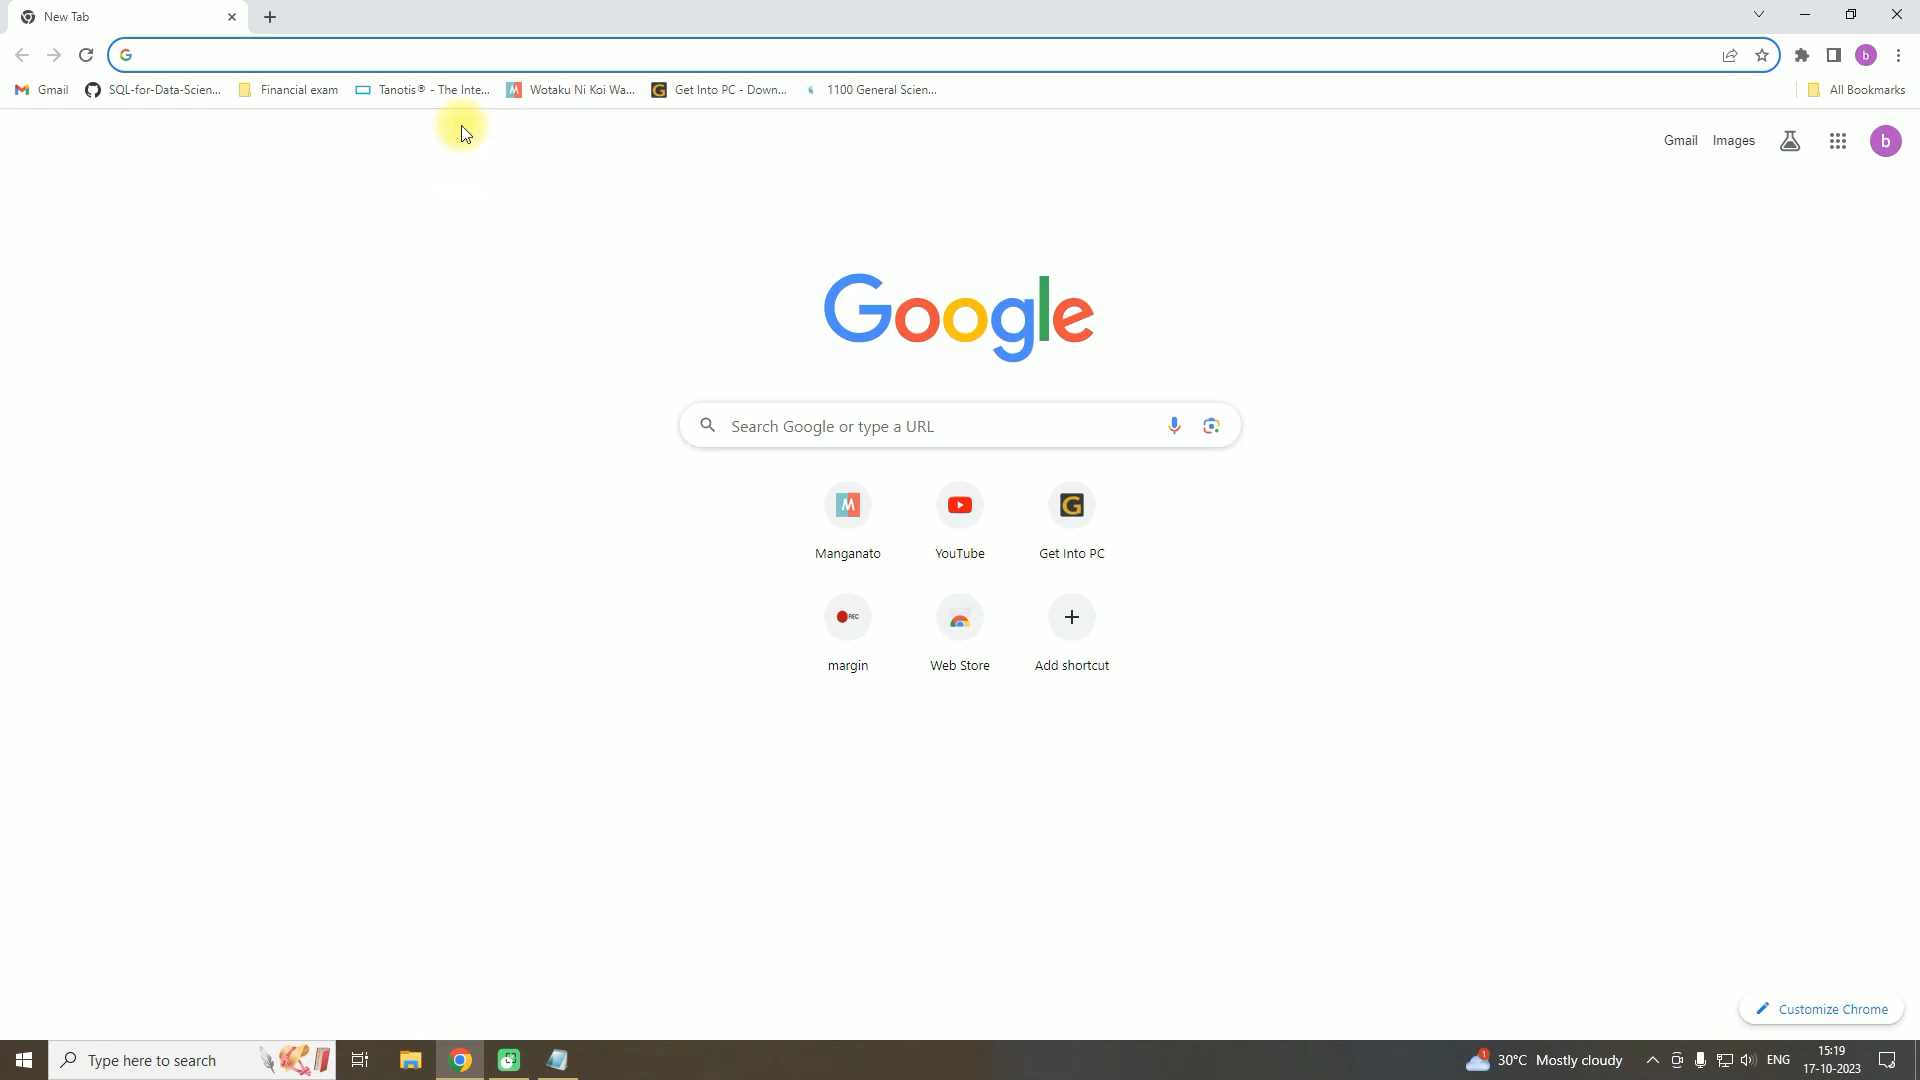 New Tab
Gmail
SQL-for-Data-Scien...
Financial exam
Tanotis® - The Inte...
Wotaku Ni Koi Wa...
Get Into PC - Down...
1100 General Scien...
All Bookmarks
b
Gmail
Images
b
Google
Search Google or type a URL
Manganato
YouTube
Get Into PC
margin
Web Store
Add shortcut
Customize Chrome
Type here to search
30°C Mostly cloudy
ENG
15:19
17-10-2023